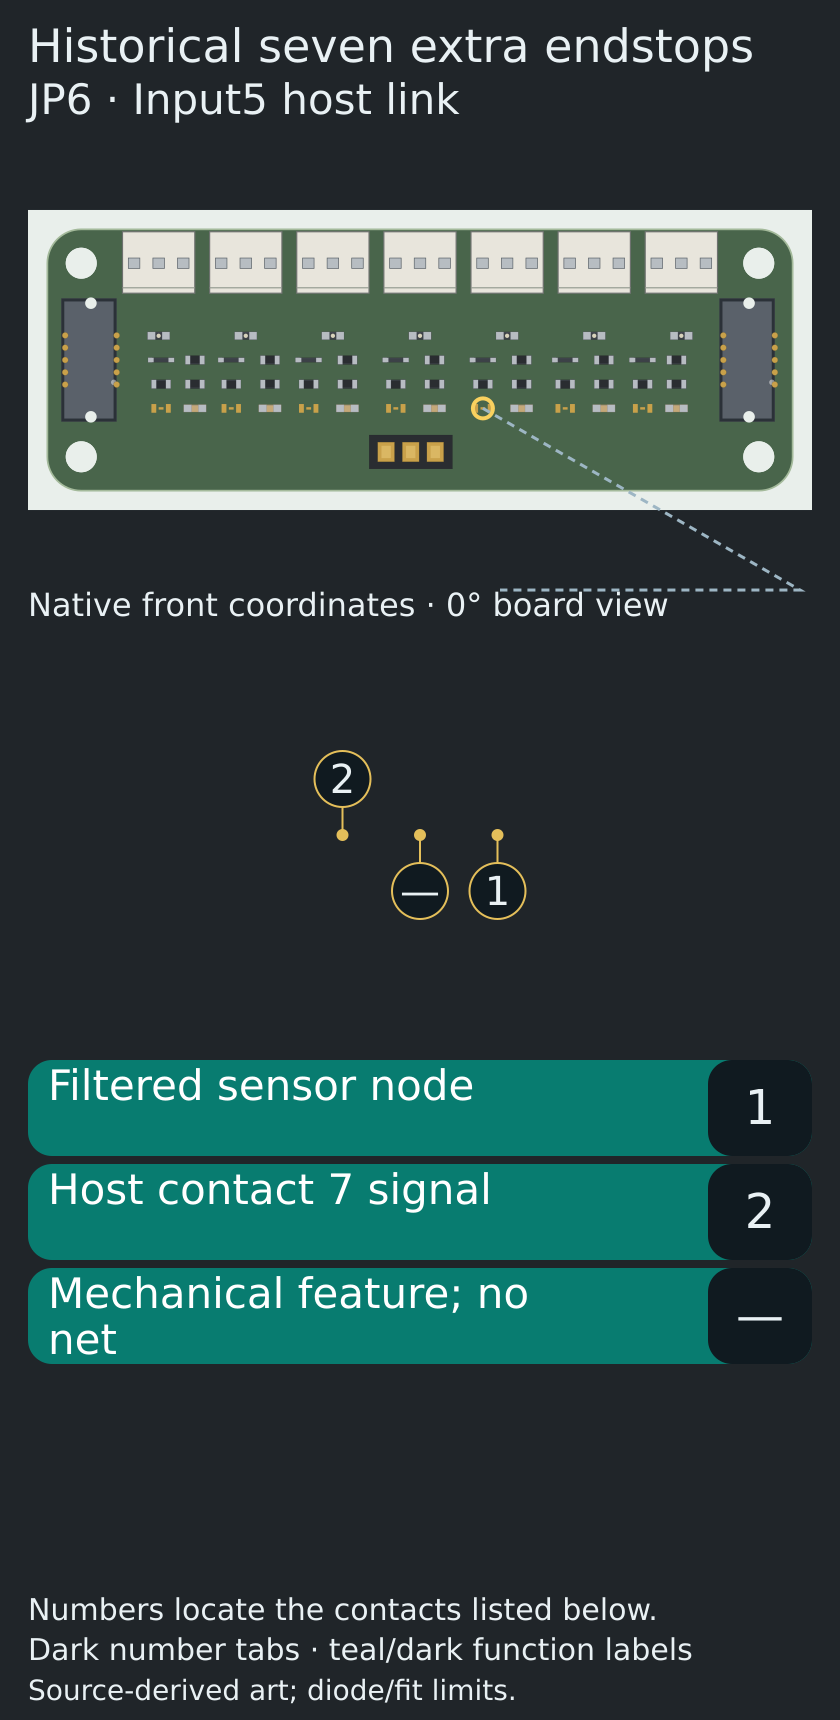 Historical seven extra endstops
JP6 · Input5 host link
Native front coordinates · 0° board view
2
—
1
Filtered sensor node
1
Host contact 7 signal
2
Mechanical feature; no
net
—
Numbers locate the contacts listed below.
Dark number tabs · teal/dark function labels
Source-derived art; diode/fit limits.